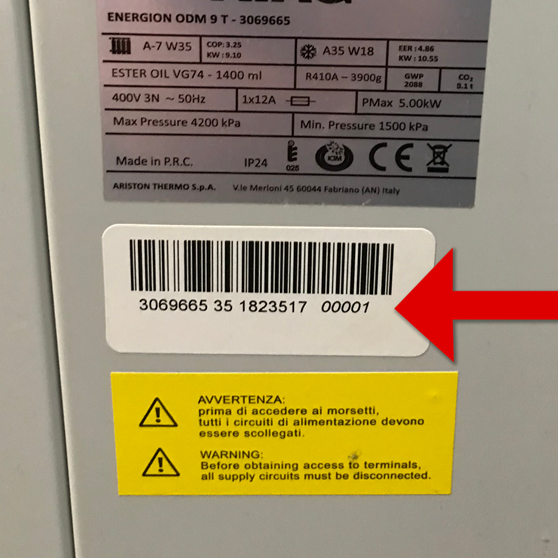 ENERGION ODM 9 T - 3069665
A-7 W35 COP: 3.25 KW : 9.10 A35 W18 EER : 4.86 KW : 10.55
ESTER OIL VG74 - 1400 ml R410A – 3900g GWP 2088 CO₂ 8.1 t
400V 3N ~ 50Hz 1x12A PMax 5.00kW
Max Pressure 4200 kPa Min. Pressure 1500 kPa
Made in P.R.C. IP24 025 CE
ARISTON THERMO S.p.A. V.le Merloni 45 60044 Fabriano (AN) Italy
3069665 35 1823517 00001
AVVERTENZA:
prima di accedere ai morsetti,
tutti i circuiti di alimentazione devono
essere scollegati.
WARNING:
Before obtaining access to terminals,
all supply circuits must be disconnected.